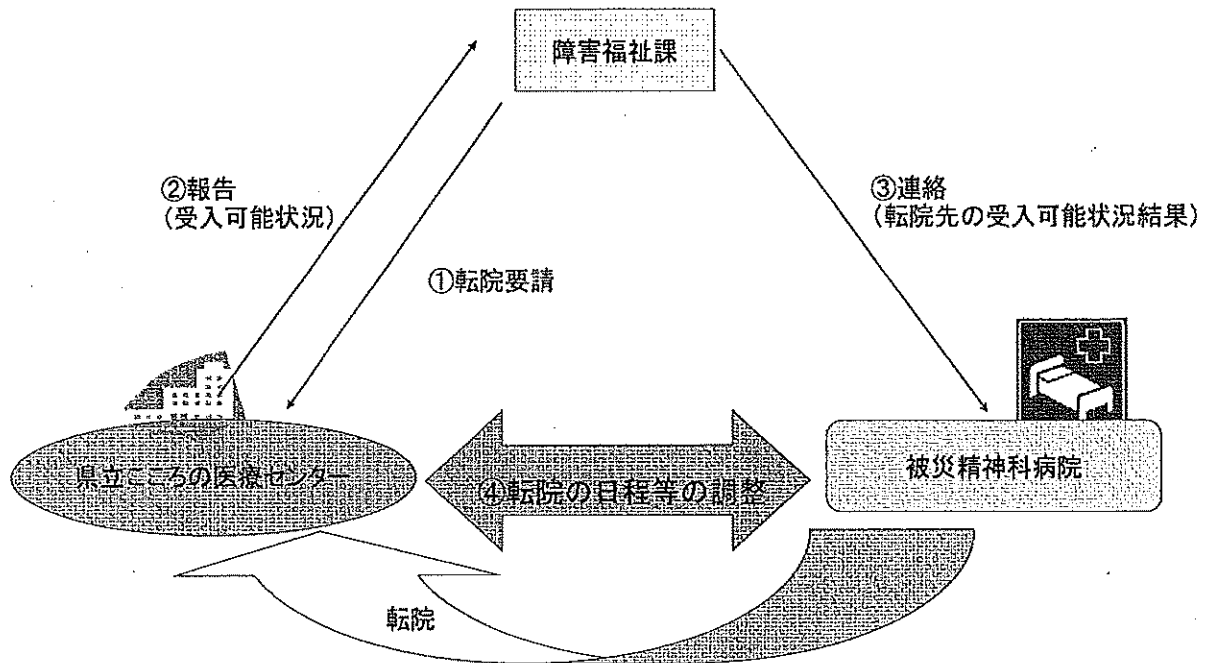 障害福祉課
②報告
(受入可能状況)
③連絡
(転院先の受入可能状況結果)
①転院要請
県立こころの医療センター
④転院の日程等の調整
被災精神科病院
転院